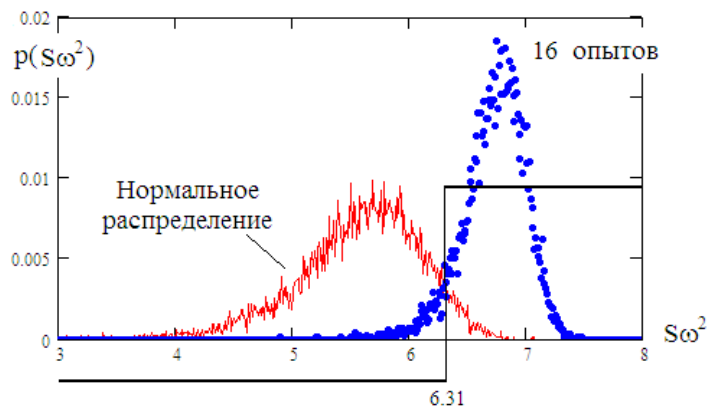 0.02
p(Sω²)
16 опытов
0.015
0.01
Нормальное
распределение
0.005
0
3 4 5 6 7 8
Sω²
6.31